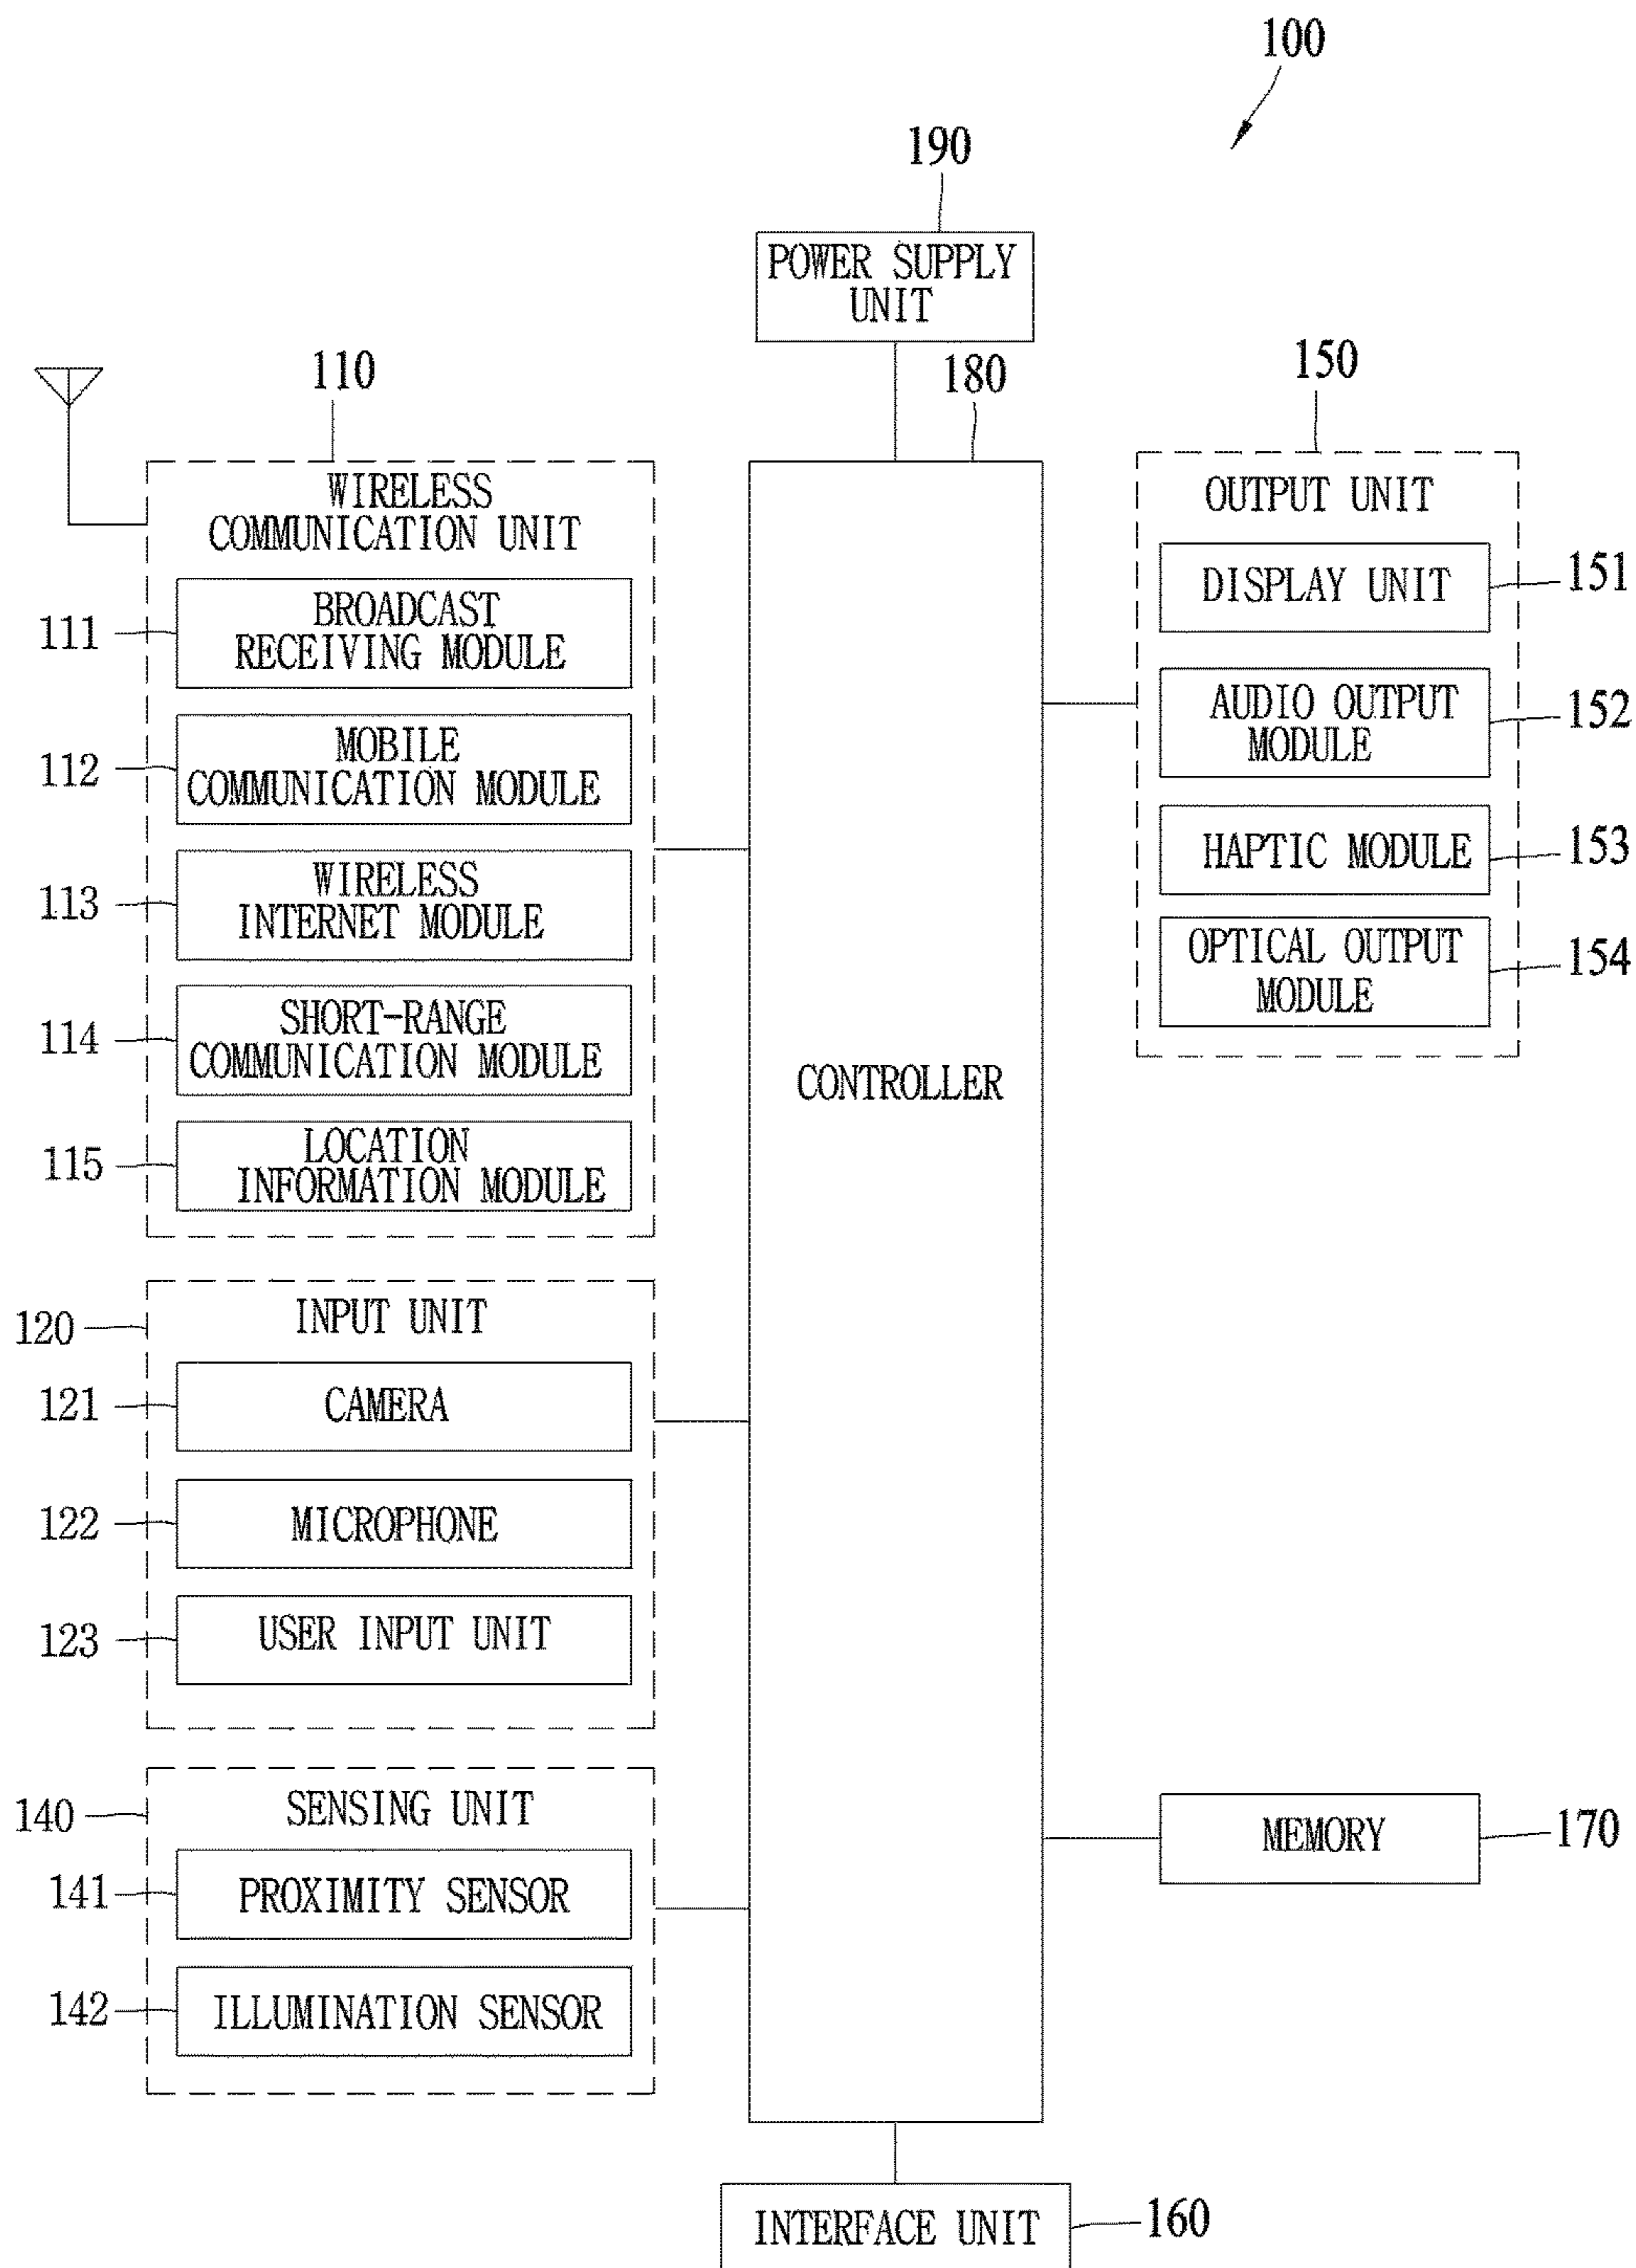 100
190
POWER SUPPLY
UNIT
110
180
150
WIRELESS
COMMUNICATION UNIT
111
BROADCAST
RECEIVING MODULE
112
MOBILE
COMMUNICATION MODULE
113
WIRELESS
INTERNET MODULE
114
SHORT-RANGE
COMMUNICATION MODULE
115
LOCATION
INFORMATION MODULE
120
INPUT UNIT
121
CAMERA
122
MICROPHONE
123
USER INPUT UNIT
140
SENSING UNIT
141
PROXIMITY SENSOR
142
ILLUMINATION SENSOR
CONTROLLER
OUTPUT UNIT
DISPLAY UNIT
151
AUDIO OUTPUT
MODULE
152
HAPTIC MODULE
153
OPTICAL OUTPUT
MODULE
154
MEMORY
170
INTERFACE UNIT
160